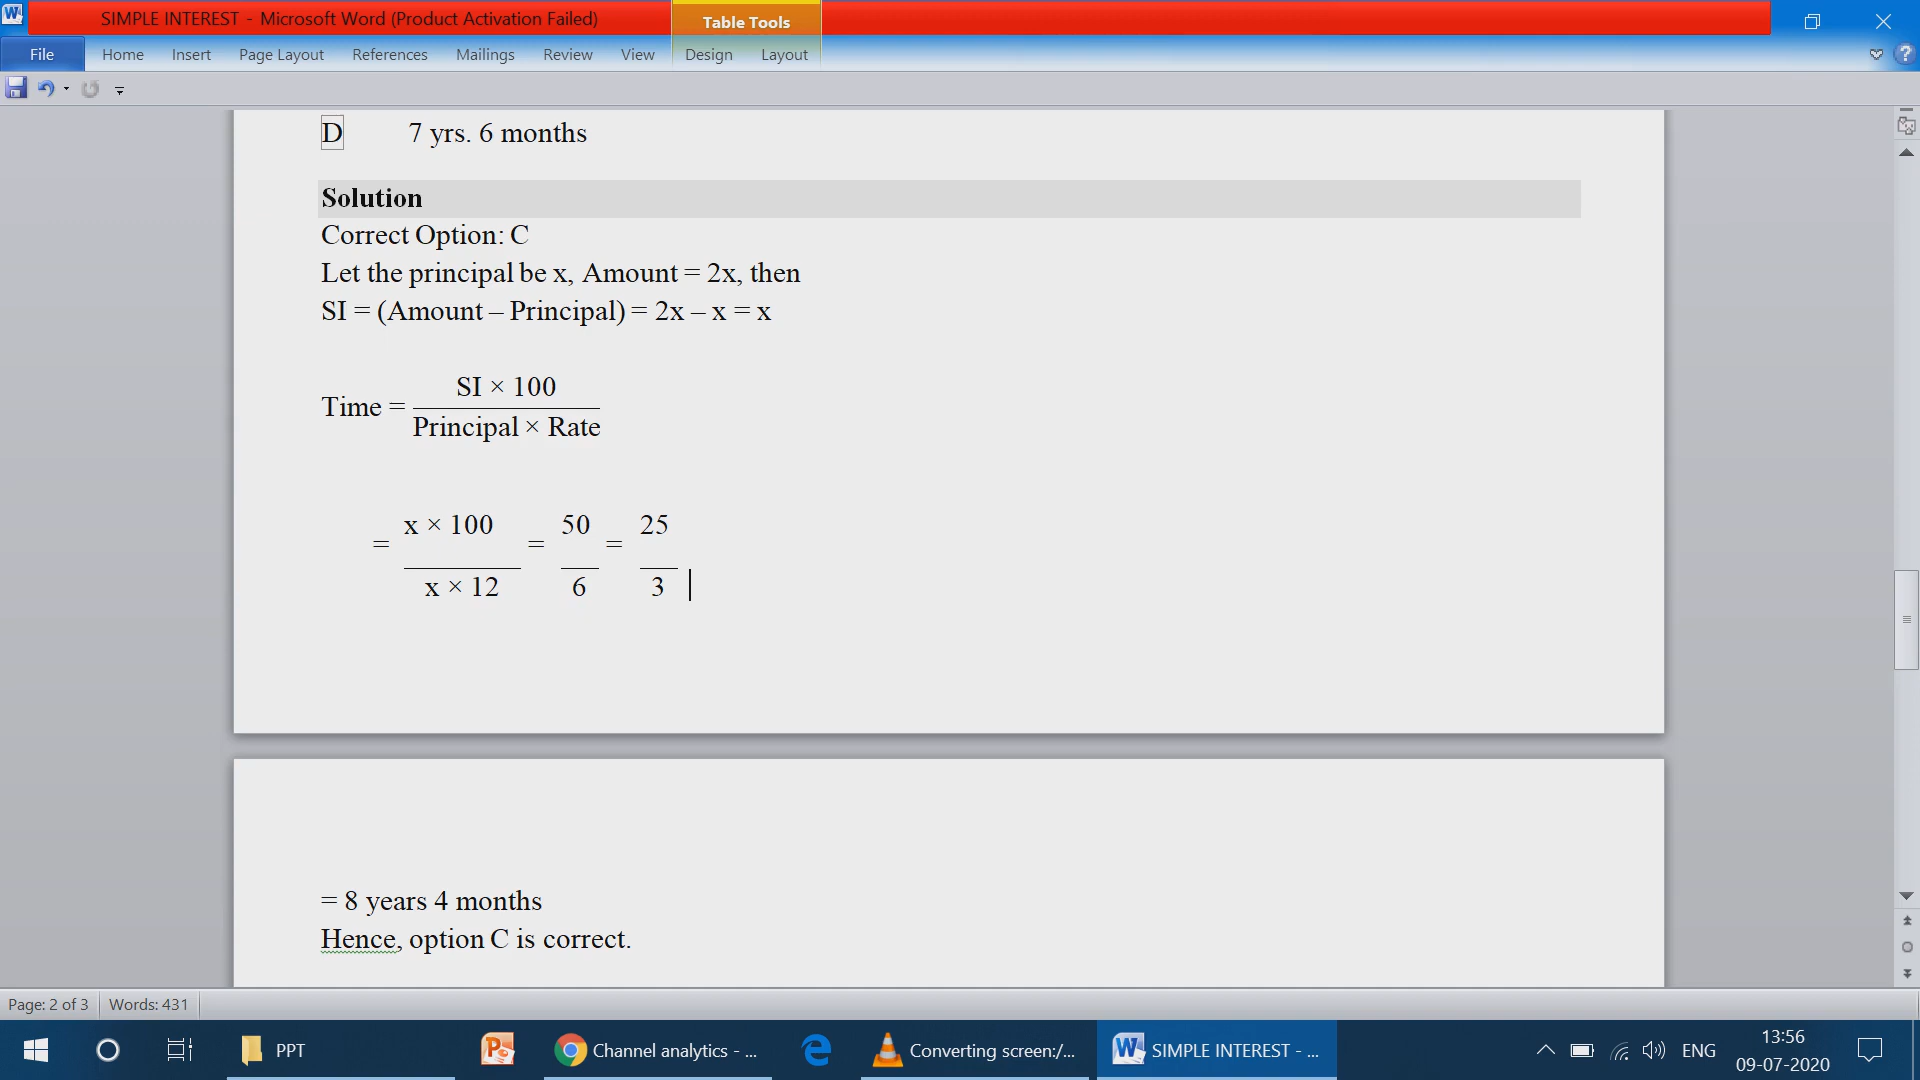 SIMPLE INTEREST - Microsoft Word (Product Activation Failed)
Table Tools
File Home Insert Page Layout References Mailings Review View Design Layout
D 7 yrs. 6 months
Solution
Correct Option: C
Let the principal be x, Amount = 2x, then
SI = (Amount – Principal) = 2x – x = x
SI × 100
Time =
Principal × Rate
x × 100 50 25
= = =
x × 12 6 3
= 8 years 4 months
Hence, option C is correct.
Page: 2 of 3 Words: 431
PPT Channel analytics - ... Converting screen:/... SIMPLE INTEREST - ... ENG 13:56
09-07-2020